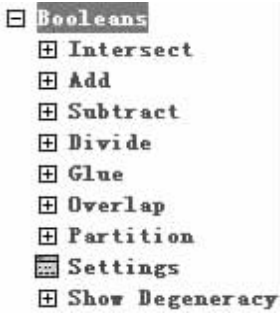 Booleans
Intersect
Add
Subtract
Divide
Glue
Overlap
Partition
Settings
Show Degeneracy